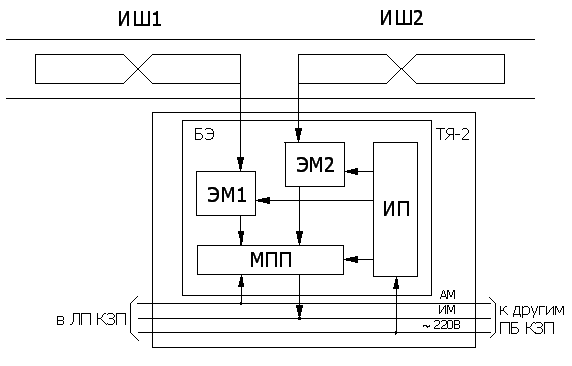 ИШ1
ИШ2
БЭ
ТЯ-2
ЭМ2
ЭМ1
ИП
МПП
АМ
ИМ
~ 220В
в ЛП КЗП
к другим
ПБ КЗП